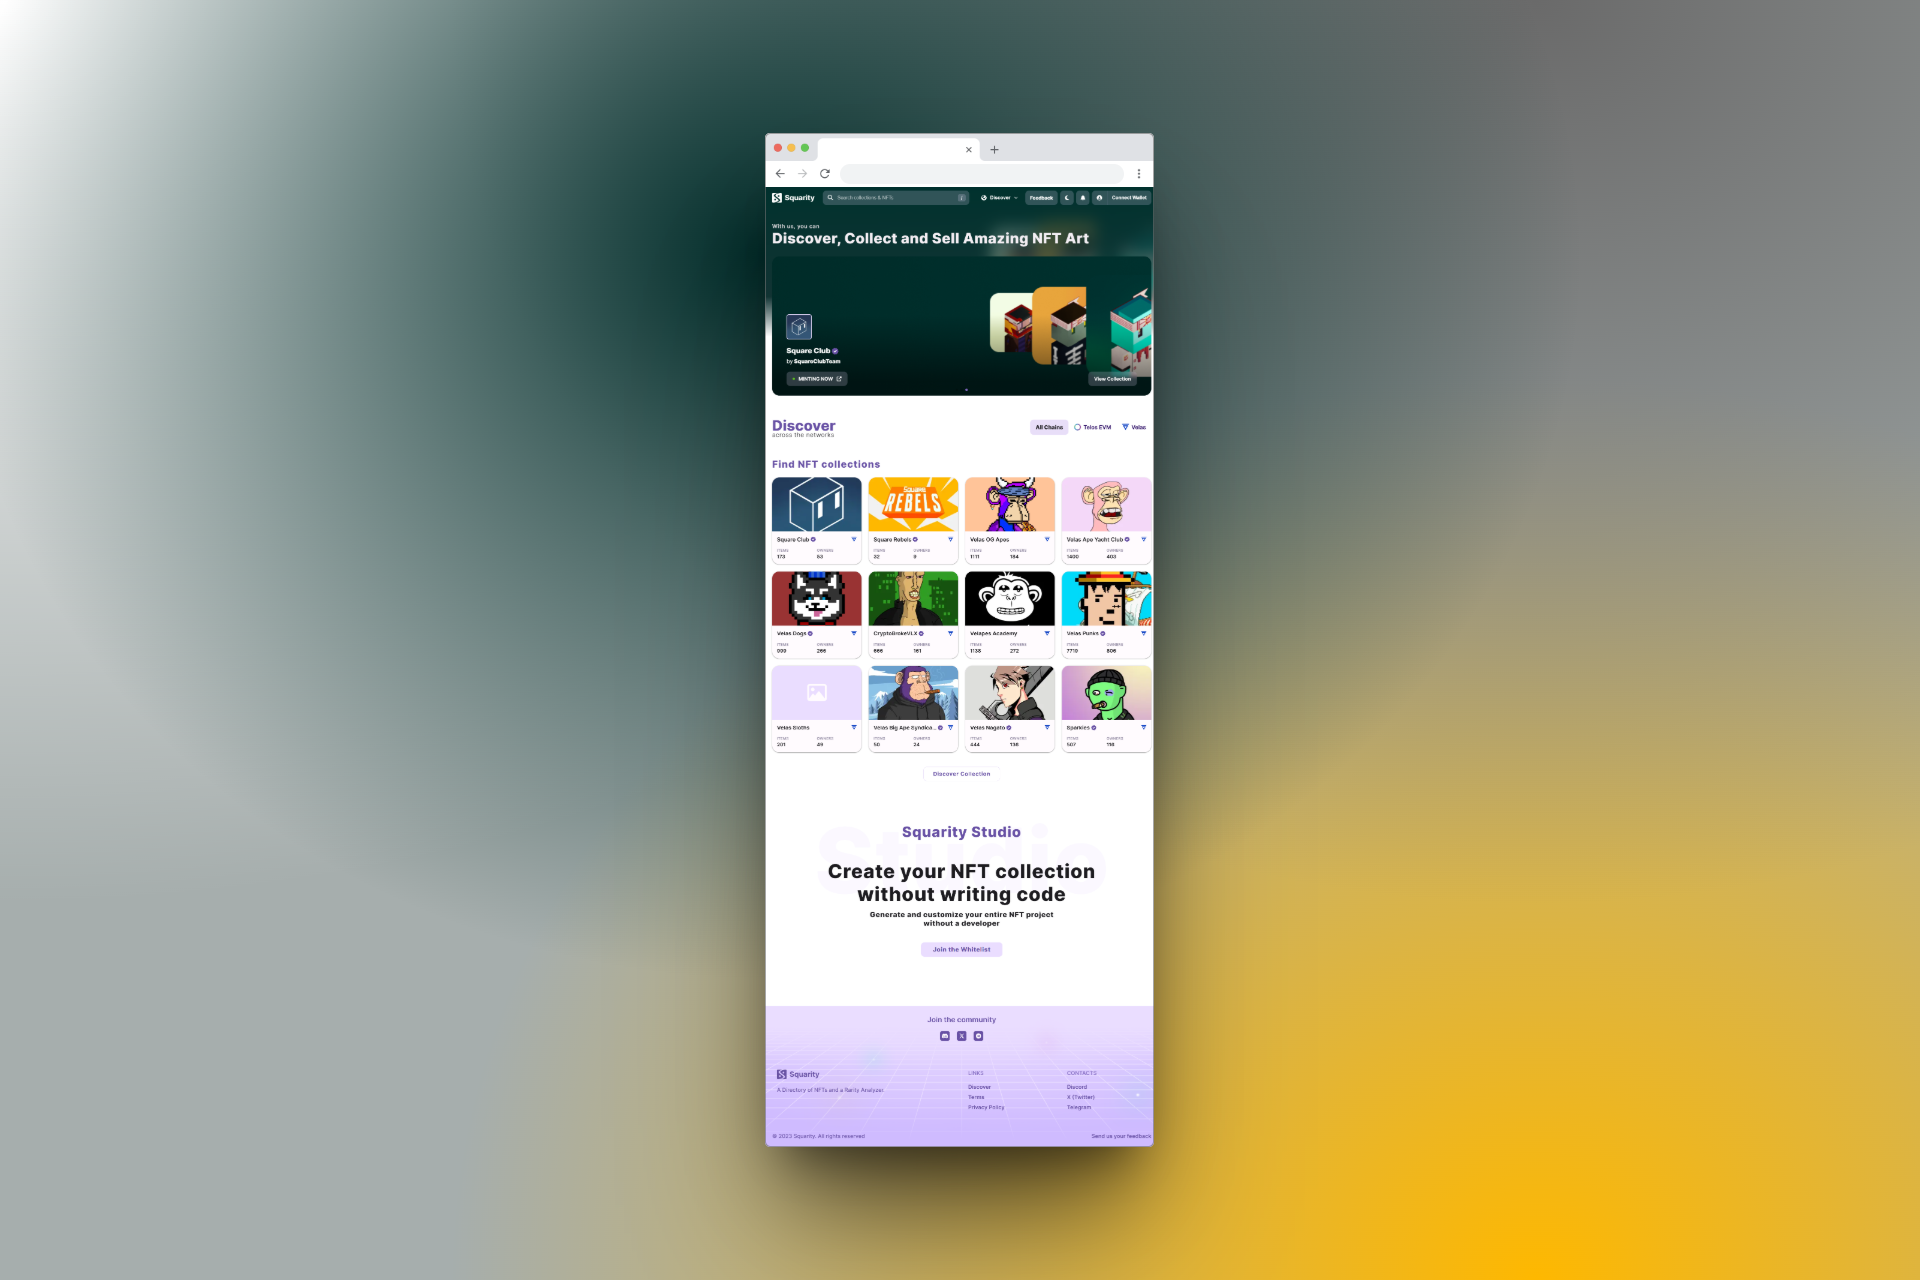 Squarity
Search collections & NFTs
/
Discover
Feedback
Connect Wallet
With us, you can
Discover, Collect and Sell Amazing NFT Art
Square Club
by SquareClubTeam
MINTING NOW
View Collection
Discover
across the networks
All Chains
Telos EVM
Velas
Find NFT collections
SQUARE
REBELS
Square Club
ITEMS OWNERS
173 83
Square Rebels
ITEMS OWNERS
32 9
Velas OG Apes
ITEMS OWNERS
1111 184
Velas Ape Yacht Club
ITEMS OWNERS
1400 403
Velas Dogs
ITEMS OWNERS
999 266
CryptoBrokeVLX
ITEMS OWNERS
666 161
Velapes Academy
ITEMS OWNERS
1138 272
Velas Punks
ITEMS OWNERS
7719 806
Velas Sloths
ITEMS OWNERS
201 49
Velas Big Ape Syndica...
ITEMS OWNERS
50 24
Velas Nagato
ITEMS OWNERS
444 136
Sparkies
ITEMS OWNERS
507 116
Discover Collection
Studio
Squarity Studio
Create your NFT collection
without writing code
Generate and customize your entire NFT project
without a developer
Join the Whitelist
Join the community
Squarity
A Directory of NFTs and a Rarity Analyzer
LINKS
Discover
Terms
Privacy Policy
CONTACTS
Discord
X (Twitter)
Telegram
© 2023 Squarity. All rights reserved
Send us your feedback